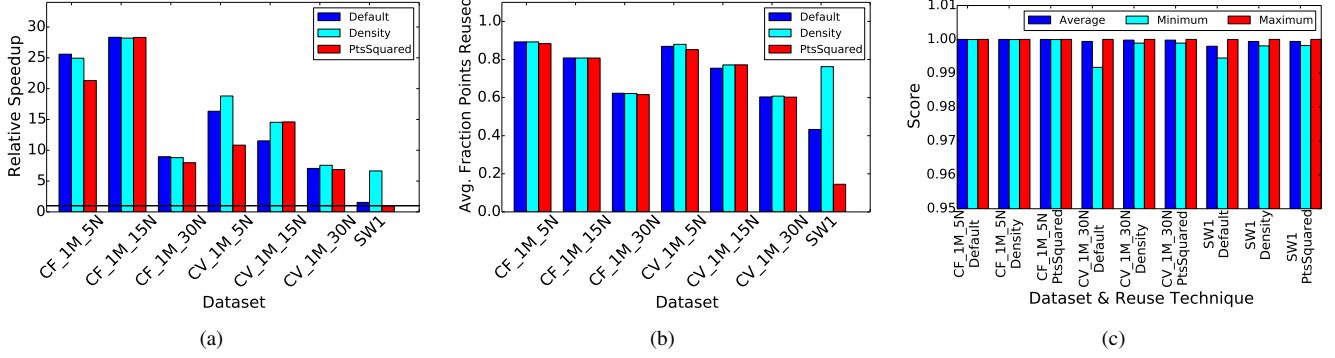 Relative Speedup
30
25
20
15
10
5
0
Default
Density
PtsSquared
CF_1M_5N
CF_1M_15N
CF_1M_30N
CV_1M_5N
CV_1M_15N
CV_1M_30N
SW1
Dataset
(a)
Avg. Fraction Points Reused
1.0
0.8
0.6
0.4
0.2
0.0
Default
Density
PtsSquared
CF_1M_5N
CF_1M_15N
CF_1M_30N
CV_1M_5N
CV_1M_15N
CV_1M_30N
SW1
Dataset
(b)
Score
1.01
1.00
0.99
0.98
0.97
0.96
0.95
Average Minimum Maximum
CF_1M_5N
Default
CF_1M_5N
Density
CF_1M_5N
PtsSquared
CV_1M_30N
Default
CV_1M_30N
Density
CV_1M_30N
PtsSquared
SW1
Default
SW1
Density
SW1
PtsSquared
Dataset & Reuse Technique
(c)